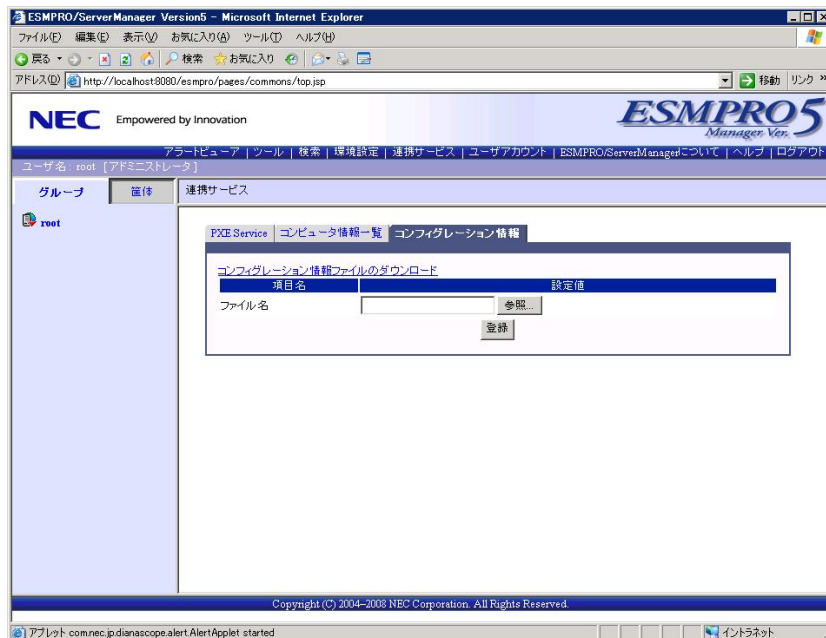 ESMPRO/ServerManager Version5 - Microsoft Internet Explorer
ファイル(F) 編集(E) 表示(V) お気に入り(A) ツール(T) ヘルプ(H)
戻る 検索 お気に入り
アドレス(D) http://localhost:8080/esmpro/pages/commons/top.jsp 移動 リンク »
NEC Empowered by Innovation ESMPRO5
Manager, Ver.
アラートビューア | ツール | 検索 | 環境設定 | 連携サービス | ユーザアカウント | ESMPRO/ServerManagerについて | ヘルプ | ログアウト
ユーザ名: root [アドミニストレータ]
グループ 筐体 連携サービス
root
PXE Service コンピュータ情報一覧 コンフィグレーション情報
コンフィグレーション情報ファイルのダウンロード
項目名 設定値
ファイル名 参照...
登録
Copyright (C) 2004-2008 NEC Corporation. All Rights Reserved.
アプレット com.nec.jp.dianascope.alert.AlertApplet started イントラネット